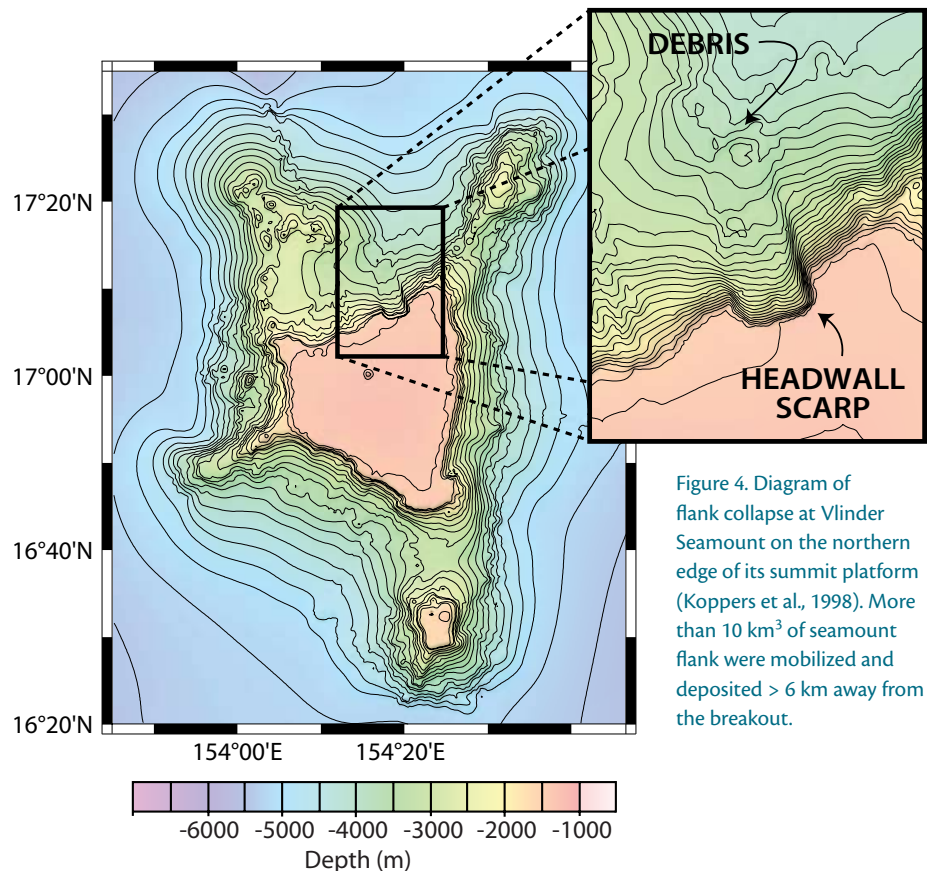 DEBRIS
HEADWALL
SCARP
17°20'N
17°00'N
16°40'N
16°20'N
154°00'E 154°20'E
-6000 -5000 -4000 -3000 -2000 -1000
Depth (m)
Figure 4. Diagram of
flank collapse at Vlinder
Seamount on the northern
edge of its summit platform
(Koppers et al., 1998). More
than 10 km³ of seamount
flank were mobilized and
deposited > 6 km away from
the breakout.